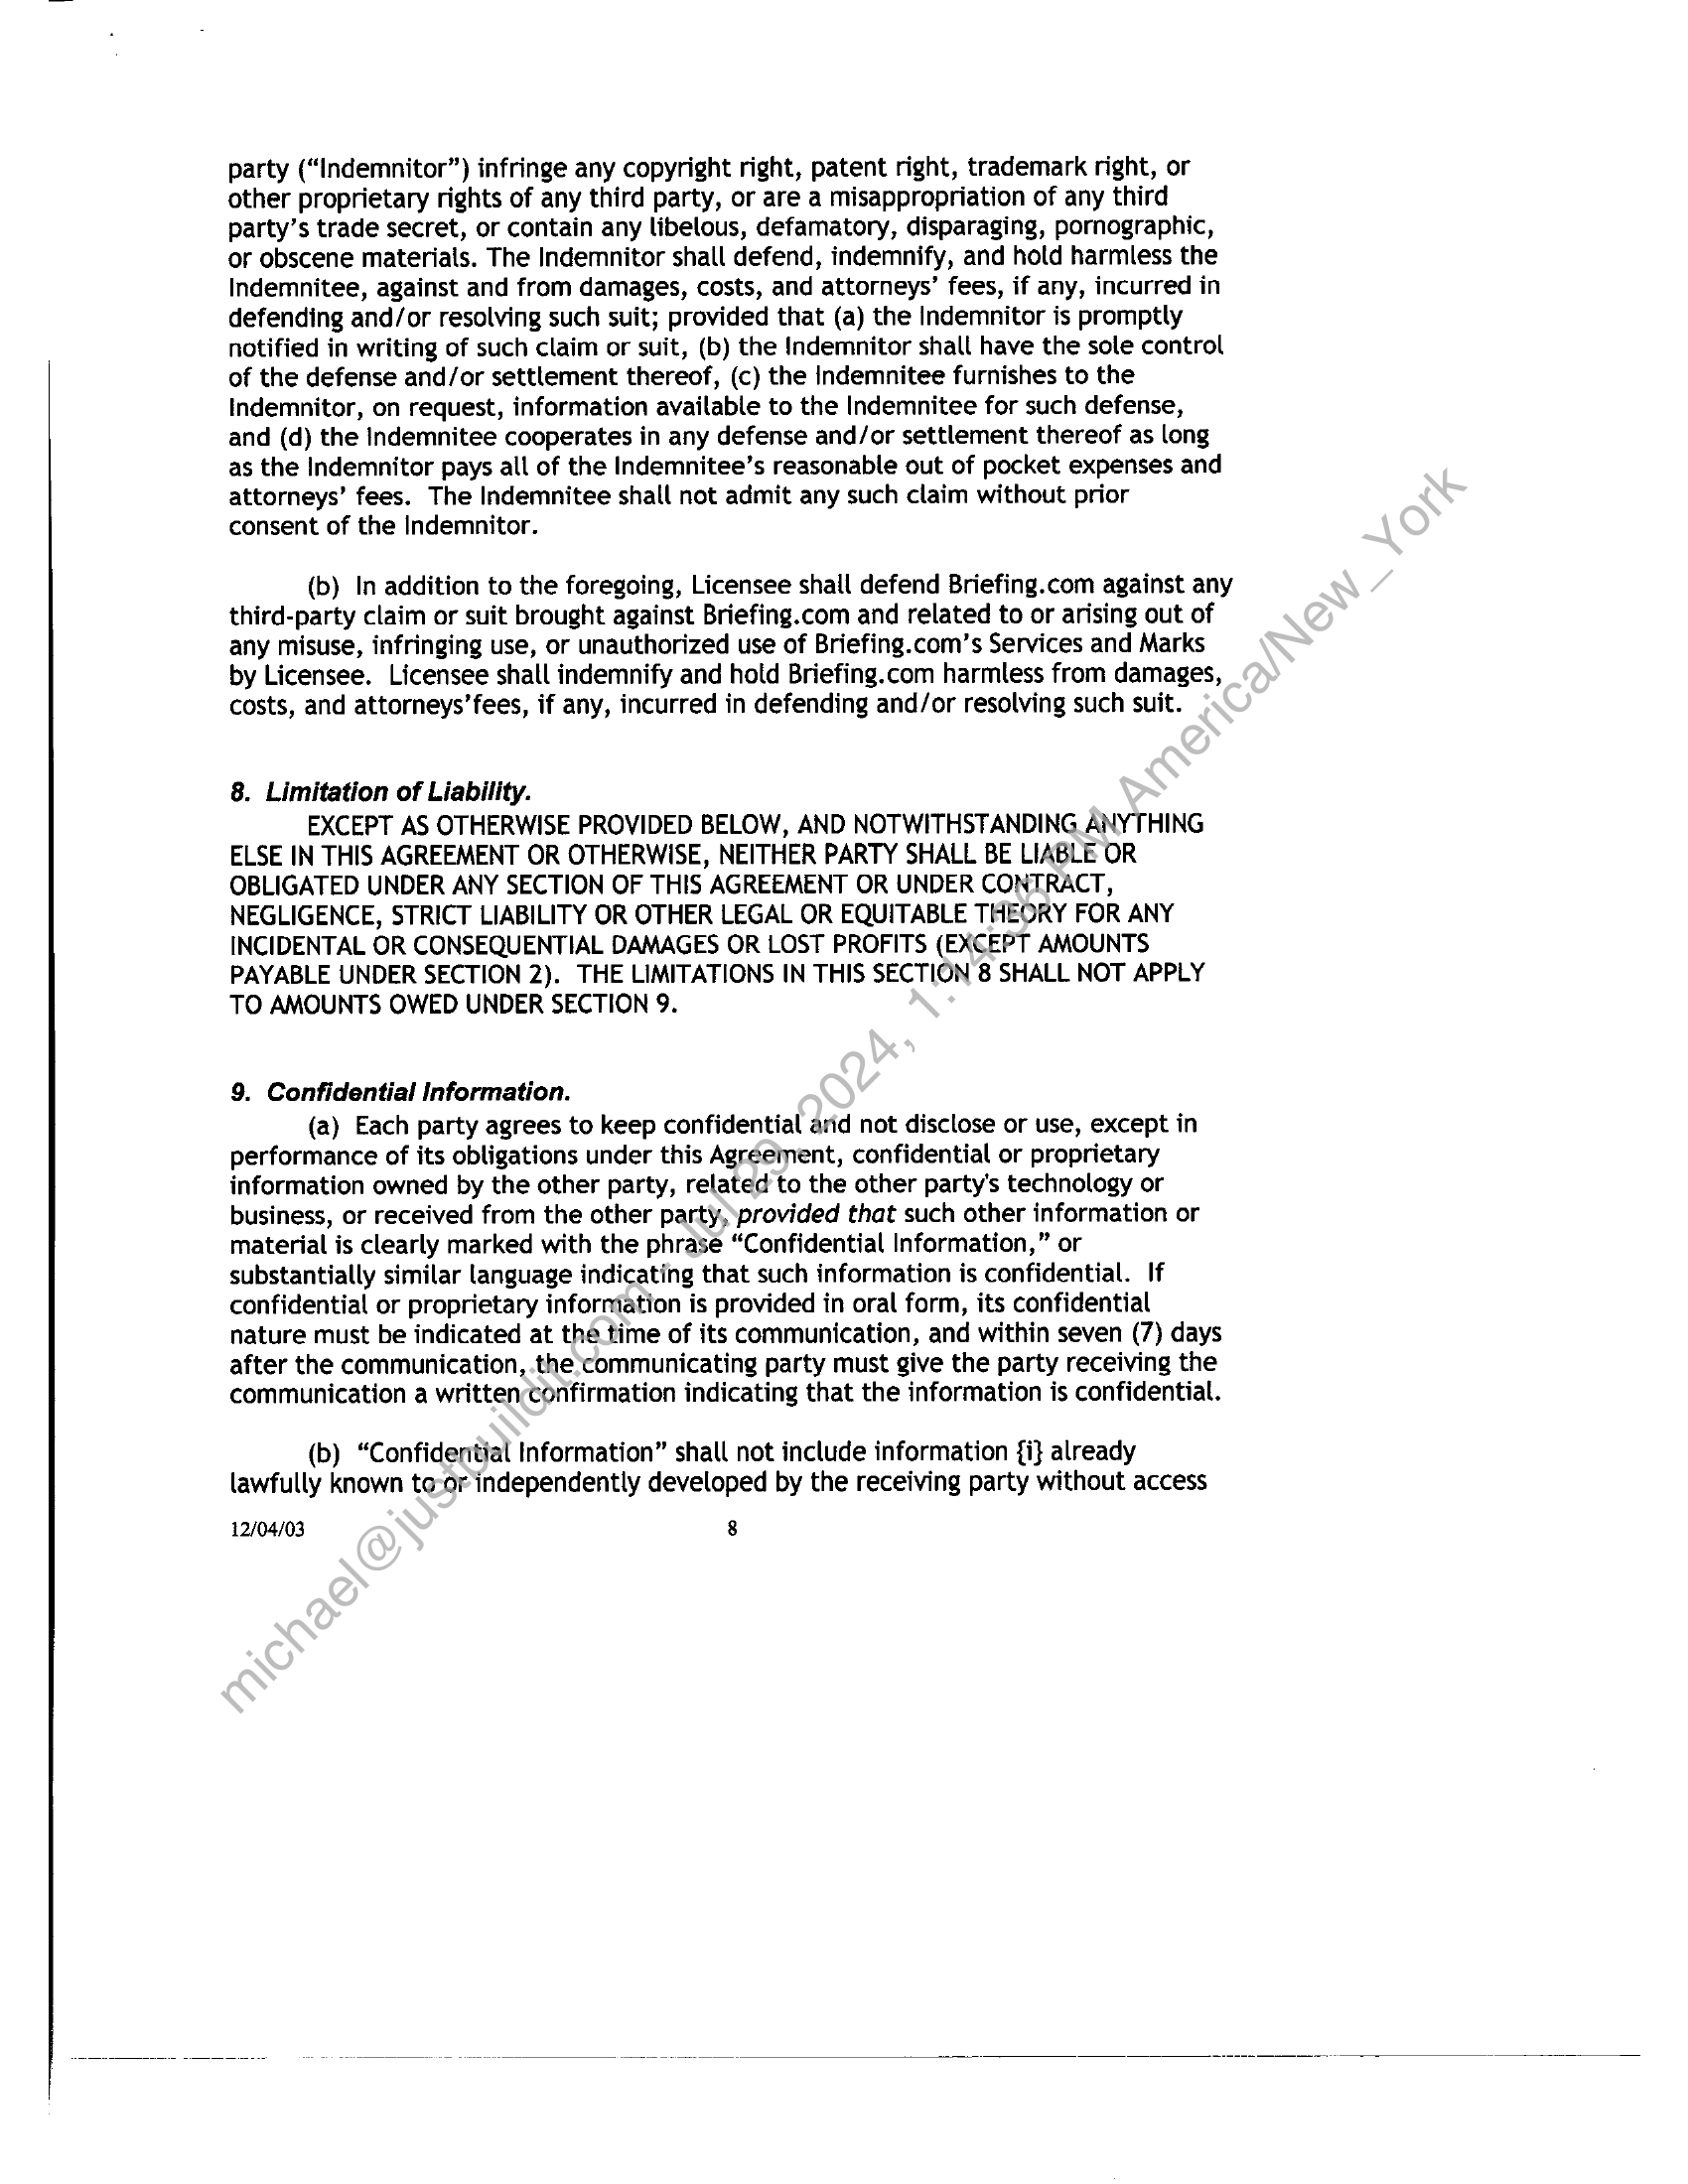 party (“Indemnitor”) infringe any copyright right, patent right, trademark right, or
other proprietary rights of any third party, or are a misappropriation of any third
party’s trade secret, or contain any libelous, defamatory, disparaging, pornographic,
or obscene materials. The Indemnitor shall defend, indemnify, and hold harmless the
Indemnitee, against and from damages, costs, and attorneys’ fees, if any, incurred in
defending and/or resolving such suit; provided that (a) the Indemnitor is promptly
notified in writing of such claim or suit, (b) the Indemnitor shall have the sole control
of the defense and/or settlement thereof, (c) the Indemnitee furnishes to the
Indemnitor, on request, information available to the Indemnitee for such defense,
and (d) the Indemnitee cooperates in any defense and/or settlement thereof as long
as the Indemnitor pays all of the Indemnitee’s reasonable out of pocket expenses and
attorneys’ fees. The Indemnitee shall not admit any such claim without prior
consent of the Indemnitor.
(b) In addition to the foregoing, Licensee shall defend Briefing.com against any
third-party claim or suit brought against Briefing.com and related to or arising out of
any misuse, infringing use, or unauthorized use of Briefing.com’s Services and Marks
by Licensee. Licensee shall indemnify and hold Briefing.com harmless from damages,
costs, and attorneys’fees, if any, incurred in defending and/or resolving such suit.
8. Limitation of Liability.
EXCEPT AS OTHERWISE PROVIDED BELOW, AND NOTWITHSTANDING ANYTHING
ELSE IN THIS AGREEMENT OR OTHERWISE, NEITHER PARTY SHALL BE LIABLE OR
OBLIGATED UNDER ANY SECTION OF THIS AGREEMENT OR UNDER CONTRACT,
NEGLIGENCE, STRICT LIABILITY OR OTHER LEGAL OR EQUITABLE THEORY FOR ANY
INCIDENTAL OR CONSEQUENTIAL DAMAGES OR LOST PROFITS (EXCEPT AMOUNTS
PAYABLE UNDER SECTION 2). THE LIMITATIONS IN THIS SECTION 8 SHALL NOT APPLY
TO AMOUNTS OWED UNDER SECTION 9.
9. Confidential Information.
(a) Each party agrees to keep confidential and not disclose or use, except in
performance of its obligations under this Agreement, confidential or proprietary
information owned by the other party, related to the other party's technology or
business, or received from the other party, provided that such other information or
material is clearly marked with the phrase “Confidential Information,” or
substantially similar language indicating that such information is confidential. If
confidential or proprietary information is provided in oral form, its confidential
nature must be indicated at the time of its communication, and within seven (7) days
after the communication, the communicating party must give the party receiving the
communication a written confirmation indicating that the information is confidential.
(b) “Confidential Information” shall not include information {i} already
lawfully known to or independently developed by the receiving party without access
12/04/03 8
michael@justbuildit.com - Jul 29, 2024, 1:14:36 PM America/New_York